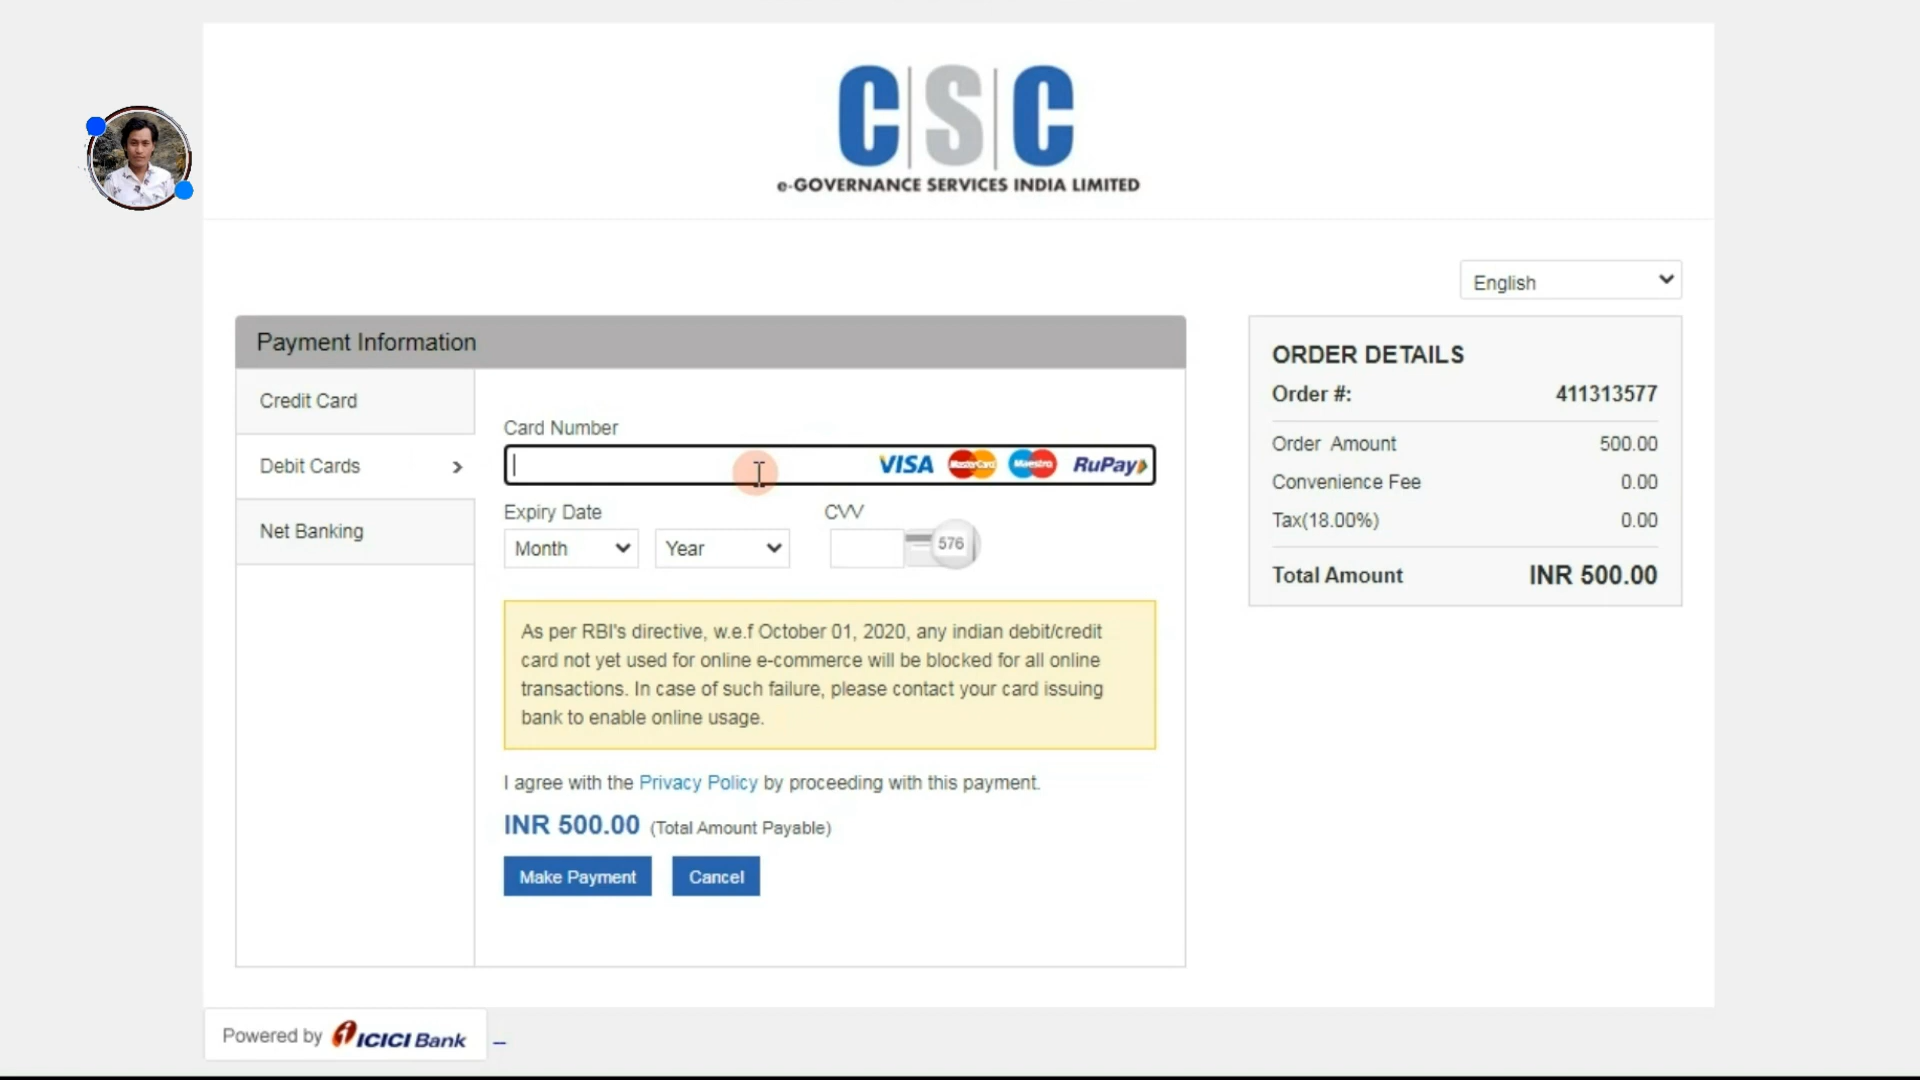 CSC
e-GOVERNANCE SERVICES INDIA LIMITED
English
Payment Information
Credit Card
Debit Cards
Net Banking
Card Number
VISA MasterCard Maestro RuPay
Expiry Date
CVV
Month
Year
576
As per RBI's directive, w.e.f October 01, 2020, any indian debit/credit
card not yet used for online e-commerce will be blocked for all online
transactions. In case of such failure, please contact your card issuing
bank to enable online usage.
I agree with the Privacy Policy by proceeding with this payment.
INR 500.00 (Total Amount Payable)
Make Payment
Cancel
ORDER DETAILS
Order #: 411313577
Order Amount 500.00
Convenience Fee 0.00
Tax(18.00%) 0.00
Total Amount INR 500.00
Powered by ICICI Bank